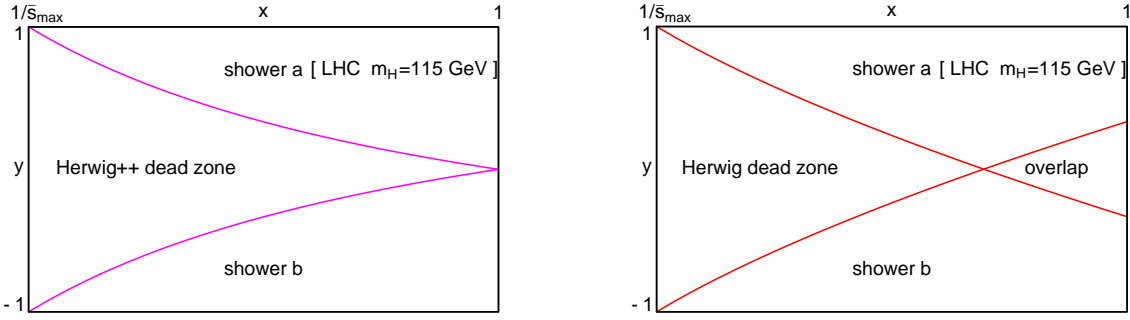 1/s̄max x 1
1
shower a [ LHC mH=115 GeV ]
y Herwig++ dead zone
shower b
- 1
1/s̄max x 1
1
shower a [ LHC mH=115 GeV ]
y Herwig dead zone overlap
shower b
- 1